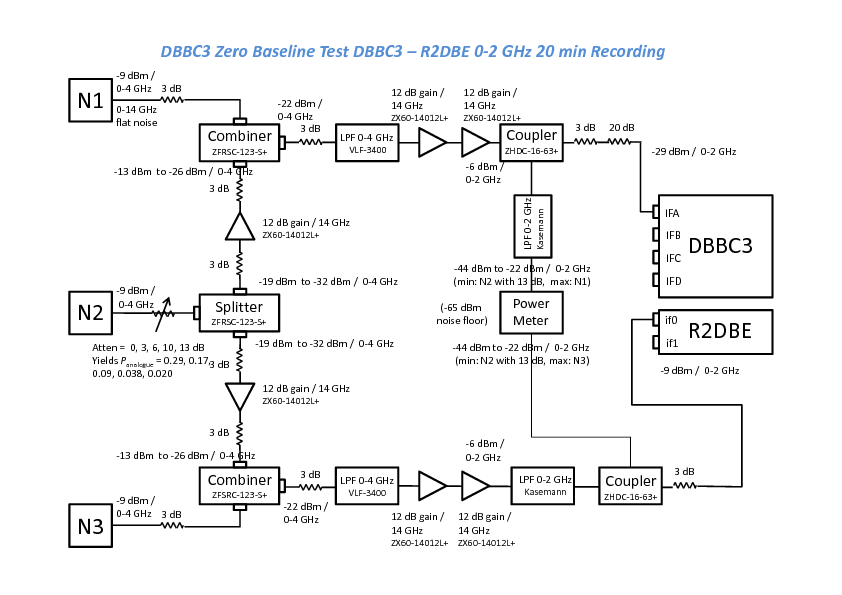 DBBC3 Zero Baseline Test DBBC3 – R2DBE 0-2 GHz 20 min Recording
N1
-9 dBm /
0-4 GHz
3 dB
0-14 GHz
flat noise
Combiner
ZFRSC-123-S+
-22 dBm /
0-4 GHz
3 dB
LPF 0-4 GHz
VLF-3400
12 dB gain /
14 GHz
ZX60-14012L+
12 dB gain /
14 GHz
ZX60-14012L+
Coupler
ZHDC-16-63+
3 dB
20 dB
-29 dBm / 0-2 GHz
-6 dBm /
0-2 GHz
-13 dBm to -26 dBm / 0-4 GHz
3 dB
12 dB gain / 14 GHz
ZX60-14012L+
3 dB
LPF 0-2 GHz
Kasemann
IFA
IFB
IFC
IFD
DBBC3
-19 dBm to -32 dBm / 0-4 GHz
-44 dBm to -22 dBm / 0-2 GHz
(min: N2 with 13 dB, max: N1)
N2
-9 dBm /
0-4 GHz
Splitter
ZFRSC-123-S+
(-65 dBm
noise floor)
Power
Meter
if0
if1
R2DBE
Atten = 0, 3, 6, 10, 13 dB
Yields Panalogue = 0.29, 0.17,
0.09, 0.038, 0.020
-19 dBm to -32 dBm / 0-4 GHz
3 dB
-44 dBm to -22 dBm / 0-2 GHz
(min: N2 with 13 dB, max: N3)
-9 dBm / 0-2 GHz
12 dB gain / 14 GHz
ZX60-14012L+
3 dB
-13 dBm to -26 dBm / 0-4 GHz
-6 dBm /
0-2 GHz
Combiner
ZFSRC-123-S+
3 dB
-22 dBm /
0-4 GHz
LPF 0-4 GHz
VLF-3400
LPF 0-2 GHz
Kasemann
Coupler
ZHDC-16-63+
3 dB
N3
-9 dBm /
0-4 GHz
3 dB
12 dB gain /
14 GHz
ZX60-14012L+
12 dB gain /
14 GHz
ZX60-14012L+